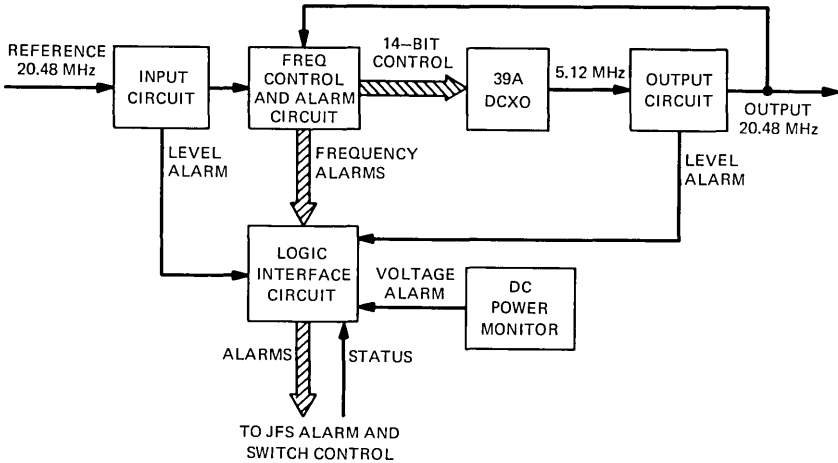 REFERENCE
20.48 MHz
INPUT
CIRCUIT
FREQ
CONTROL
AND ALARM
CIRCUIT
14–BIT
CONTROL
39A
DCXO
5.12 MHz
OUTPUT
CIRCUIT
OUTPUT
20.48 MHz
LEVEL
ALARM
FREQUENCY
ALARMS
LEVEL
ALARM
LOGIC
INTERFACE
CIRCUIT
VOLTAGE
ALARM
DC
POWER
MONITOR
ALARMS
STATUS
TO JFS ALARM AND
SWITCH CONTROL